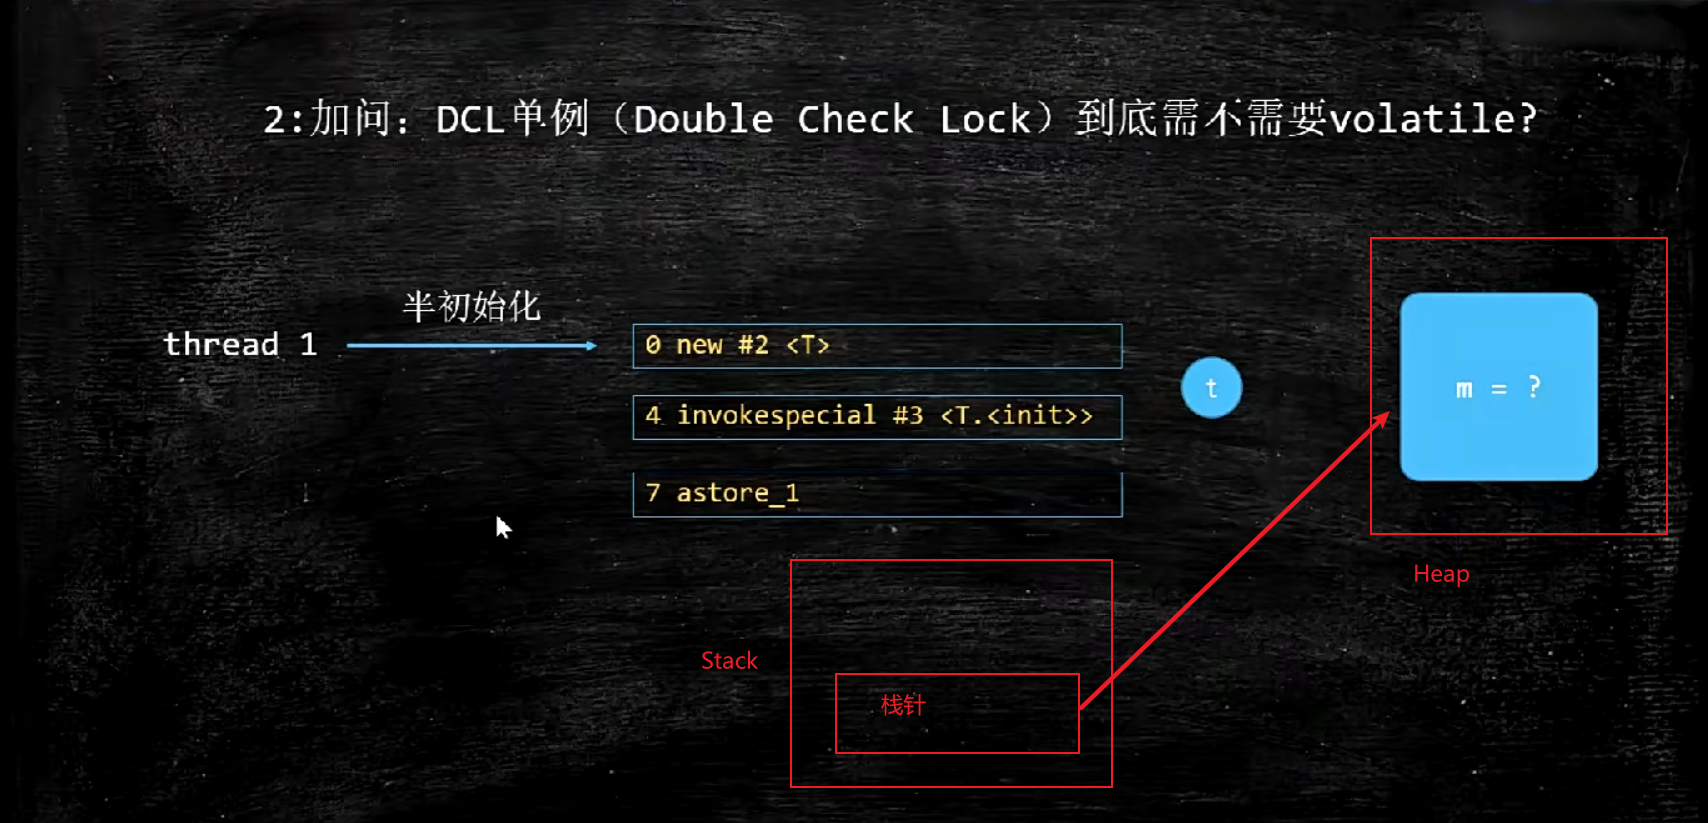 2:加问：DCL单例（Double Check Lock）到底需不需要volatile?
半初始化
thread 1
0 new #2 <T>
4 invokespecial #3 <T.<init>>
7 astore_1
t
m = ?
Heap
Stack
栈针